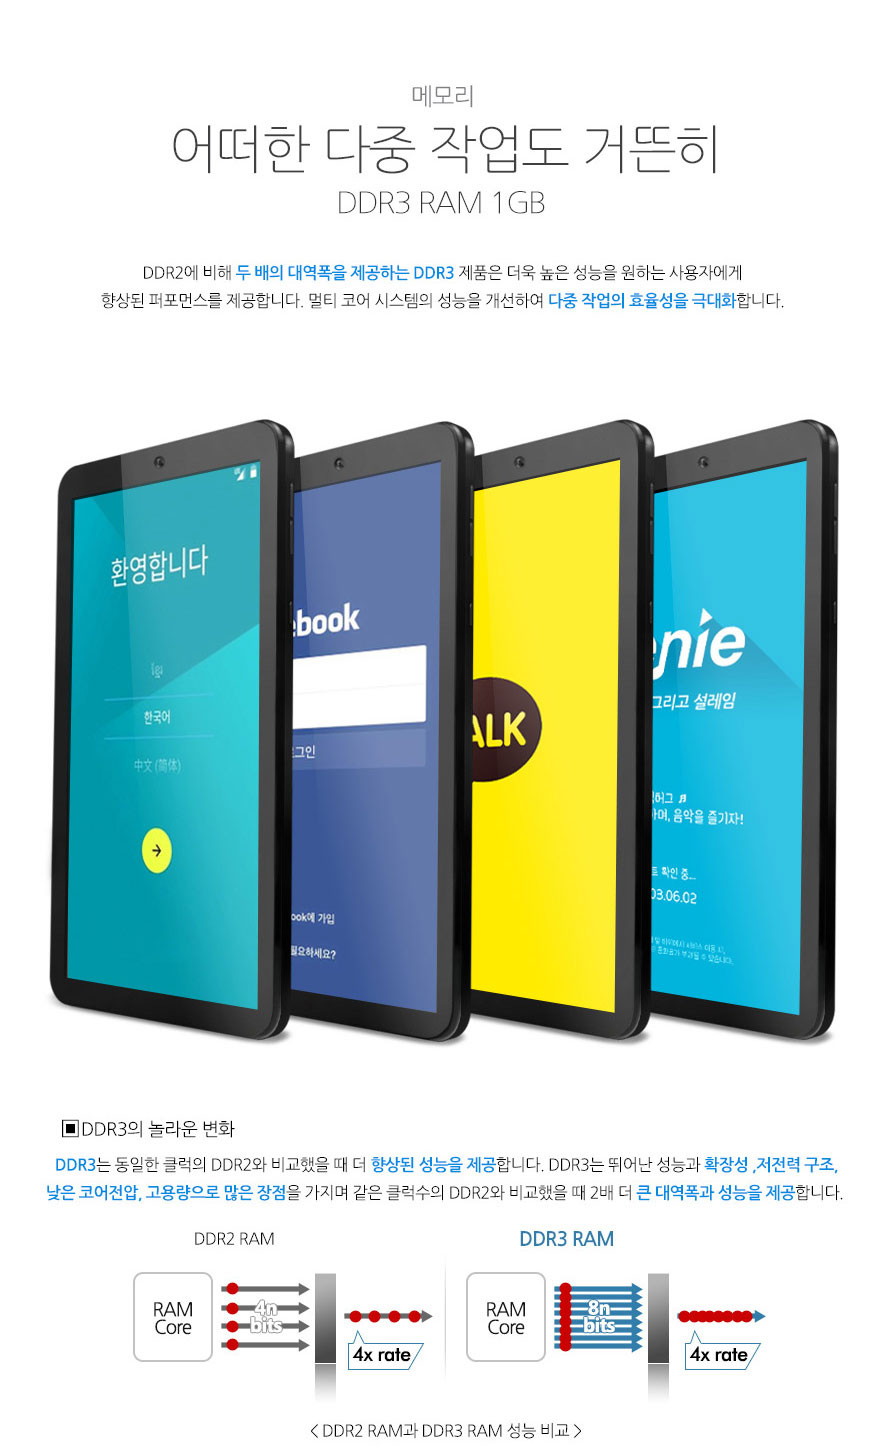 메모리
어떠한 다중 작업도 거뜬히
DDR3 RAM 1GB
DDR2에 비해 두 배의 대역폭을 제공하는 DDR3 제품은 더욱 높은 성능을 원하는 사용자에게
향상된 퍼포먼스를 제공합니다. 멀티 코어 시스템의 성능을 개선하여 다중 작업의 효율성을 극대화합니다.
환영합니다
한국어
中文 (简体)
ebook
로그인
ook에 가입
필요하세요?
ALK
enie
그리고 설레임
허그 ♬
하며, 음악을 즐기자!
트 확인 중...
03.06.02
DDR3의 놀라운 변화
DDR3는 동일한 클럭의 DDR2와 비교했을 때 더 향상된 성능을 제공합니다. DDR3는 뛰어난 성능과 확장성 ,저전력 구조,
낮은 코어전압, 고용량으로 많은 장점을 가지며 같은 클럭수의 DDR2와 비교했을 때 2배 더 큰 대역폭과 성능을 제공합니다.
DDR2 RAM
RAM
Core
4n
bits
4x rate
DDR3 RAM
RAM
Core
8n
bits
4x rate
< DDR2 RAM과 DDR3 RAM 성능 비교 >